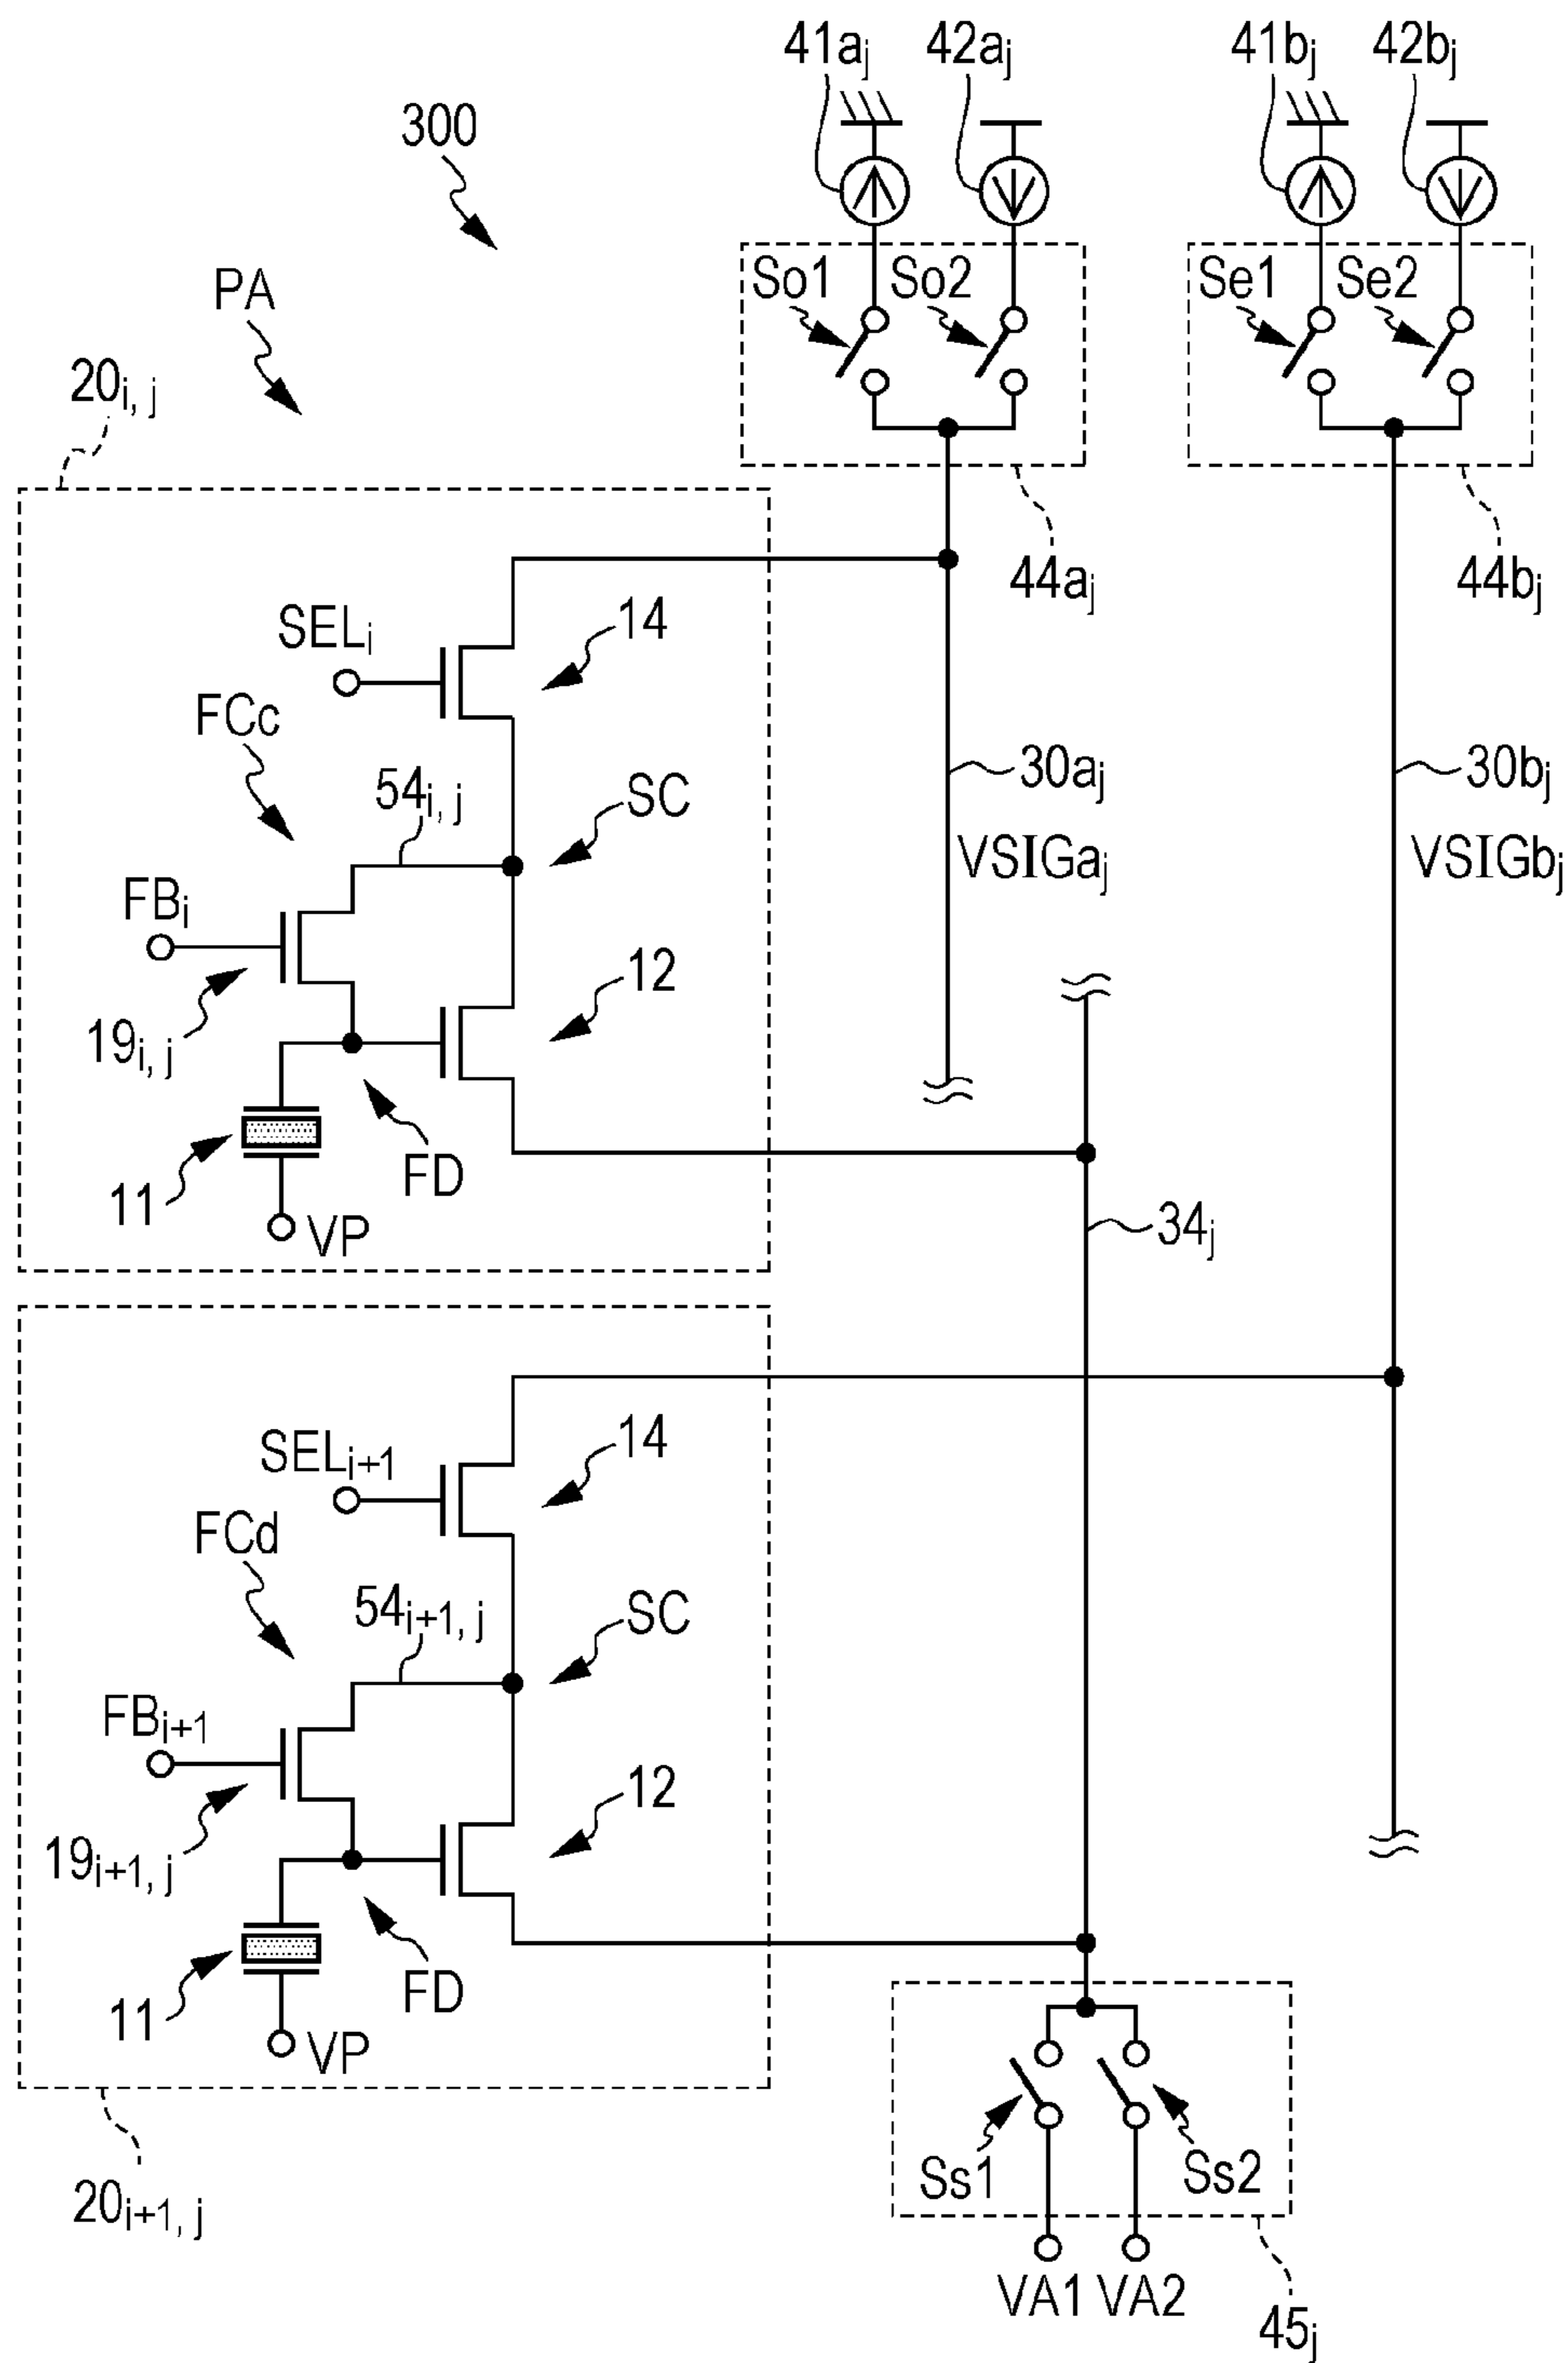 41aj 42aj 41bj 42bj
300
So1 So2 Se1 Se2
PA
20i, j
44aj 44bj
SELi 14
FCc
54i, j SC 30aj 30bj
VSIGaj VSIGbj
FBi
12
19i, j
11 FD
VP 34j
SELi+1 14
FCd
54i+1, j SC
FBi+1
12
19i+1, j
11 FD
VP
Ss1 Ss2
20i+1, j
VA1 VA2
45j